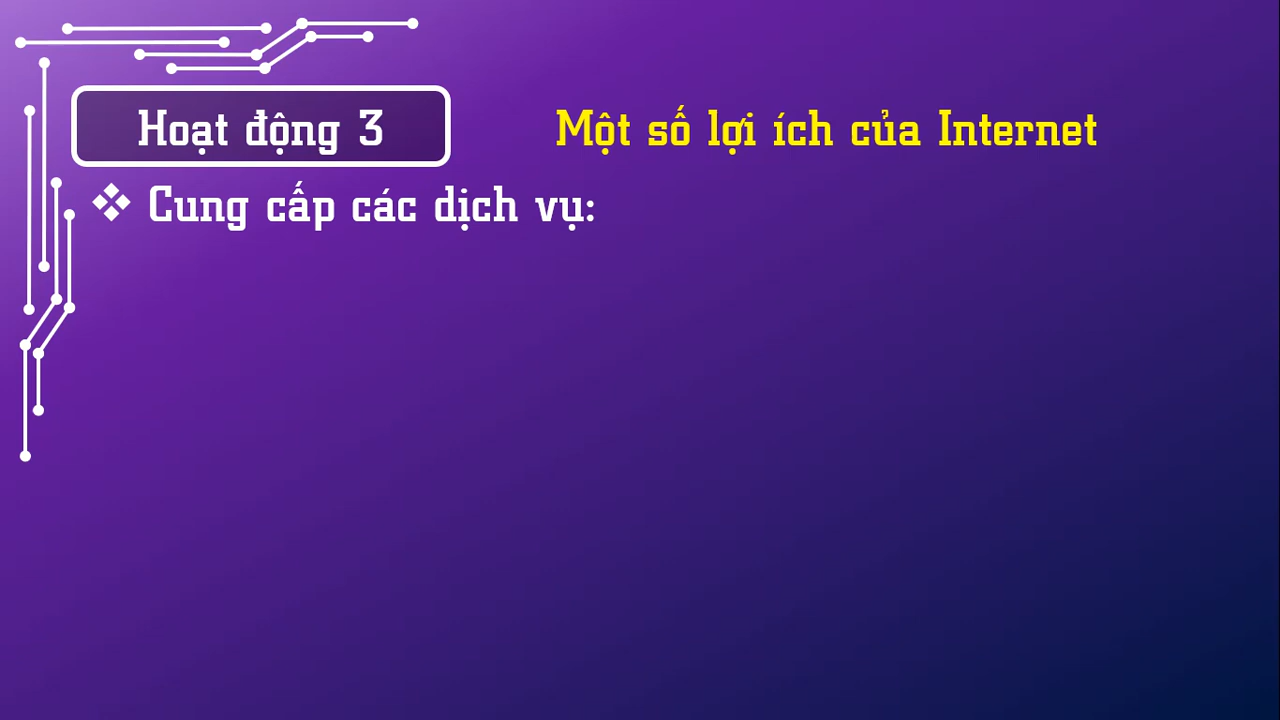 Hoạt động 3
Một số lợi ích của Internet
❖ Cung cấp các dịch vụ: